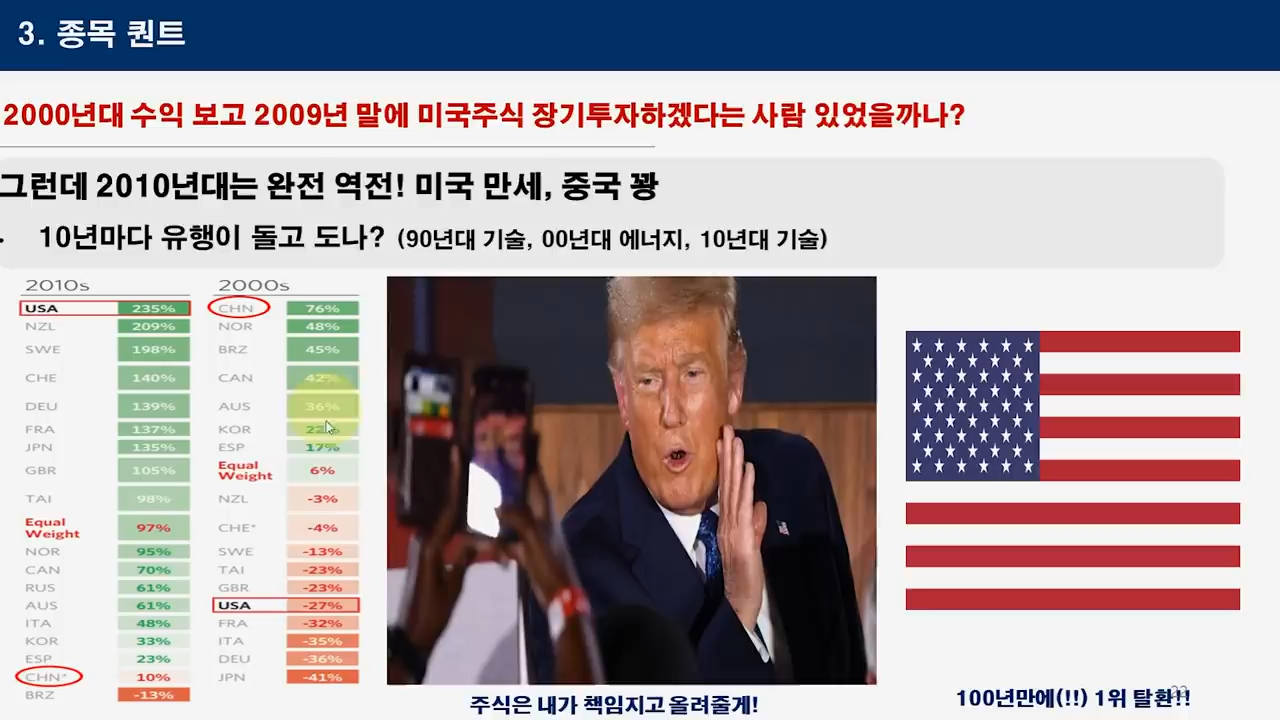 3. 종목 퀀트
2000년대 수익 보고 2009년 말에 미국주식 장기투자하겠다는 사람 있었을까나?
그런데 2010년대는 완전 역전! 미국 만세, 중국 꽝
• 10년마다 유행이 돌고 도나? (90년대 기술, 00년대 에너지, 10년대 기술)
2010s
USA 235%
NZL 209%
SWE 198%
CHE 140%
DEU 139%
FRA 137%
JPN 135%
GBR 105%
TAI 98%
Equal
Weight 97%
NOR 95%
CAN 70%
RUS 61%
AUS 61%
ITA 48%
KOR 33%
ESP 23%
CHN* 10%
BRZ -13%
2000s
CHN 76%
NOR 48%
BRZ 45%
CAN 42%
AUS 36%
KOR
ESP 17%
Equal
Weight 6%
NZL -3%
CHE* -4%
SWE -13%
TAI -23%
GBR -23%
USA -27%
FRA -32%
ITA -35%
DEU -36%
JPN -41%
주식은 내가 책임지고 올려줄게!
100년만에(!!) 1위 탈환!!